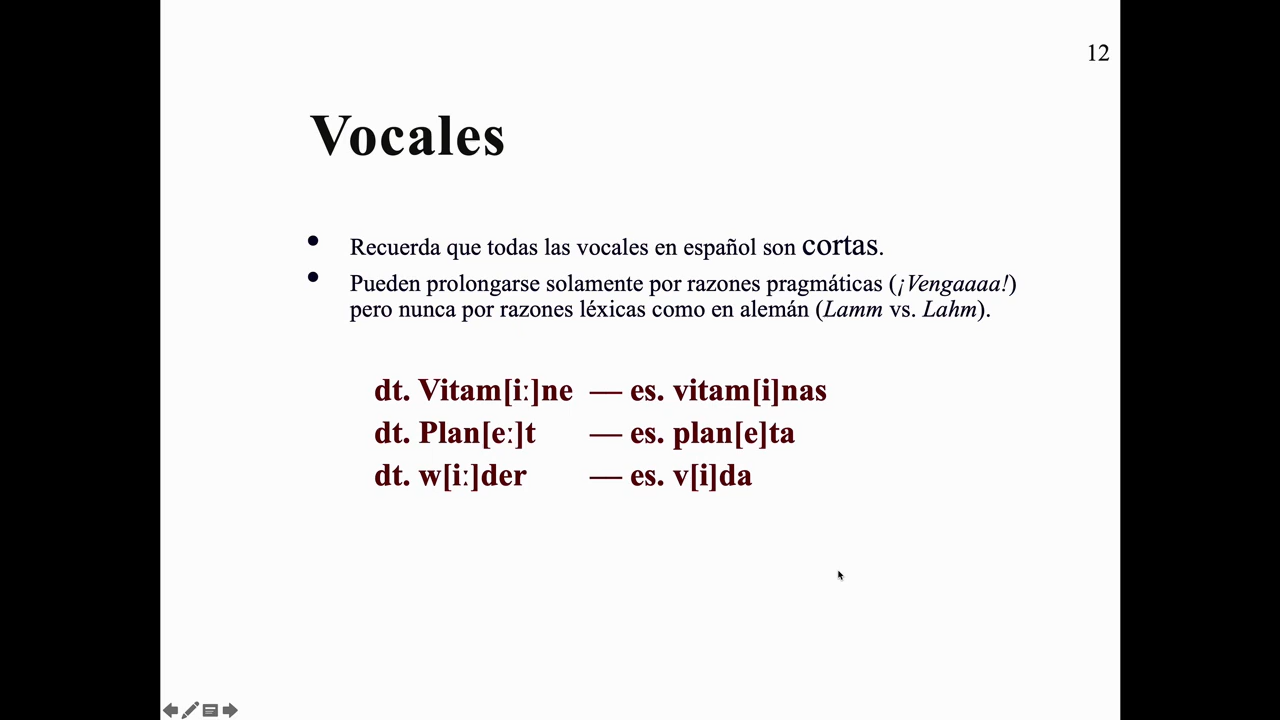 12
Vocales
• Recuerda que todas las vocales en español son cortas.
• Pueden prolongarse solamente por razones pragmáticas (¡Vengaaaa!)
pero nunca por razones léxicas como en alemán (Lamm vs. Lahm).
dt. Vitam[iː]ne — es. vitam[i]nas
dt. Plan[eː]t — es. plan[e]ta
dt. w[iː]der — es. v[i]da